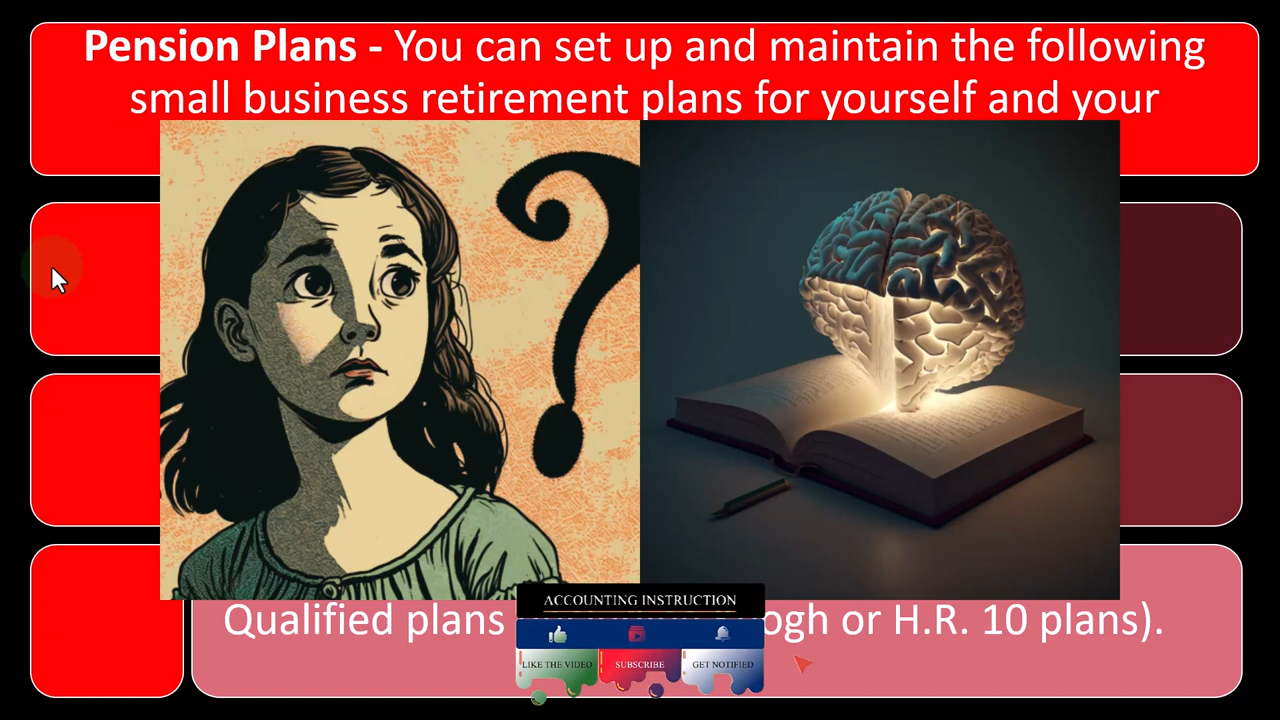 Pension Plans - You can set up and maintain the following
small business retirement plans for yourself and your
Qualified plans or H.R. 10 plans).
ACCOUNTING INSTRUCTION
LIKE THE VIDEO SUBSCRIBE GET NOTIFIED